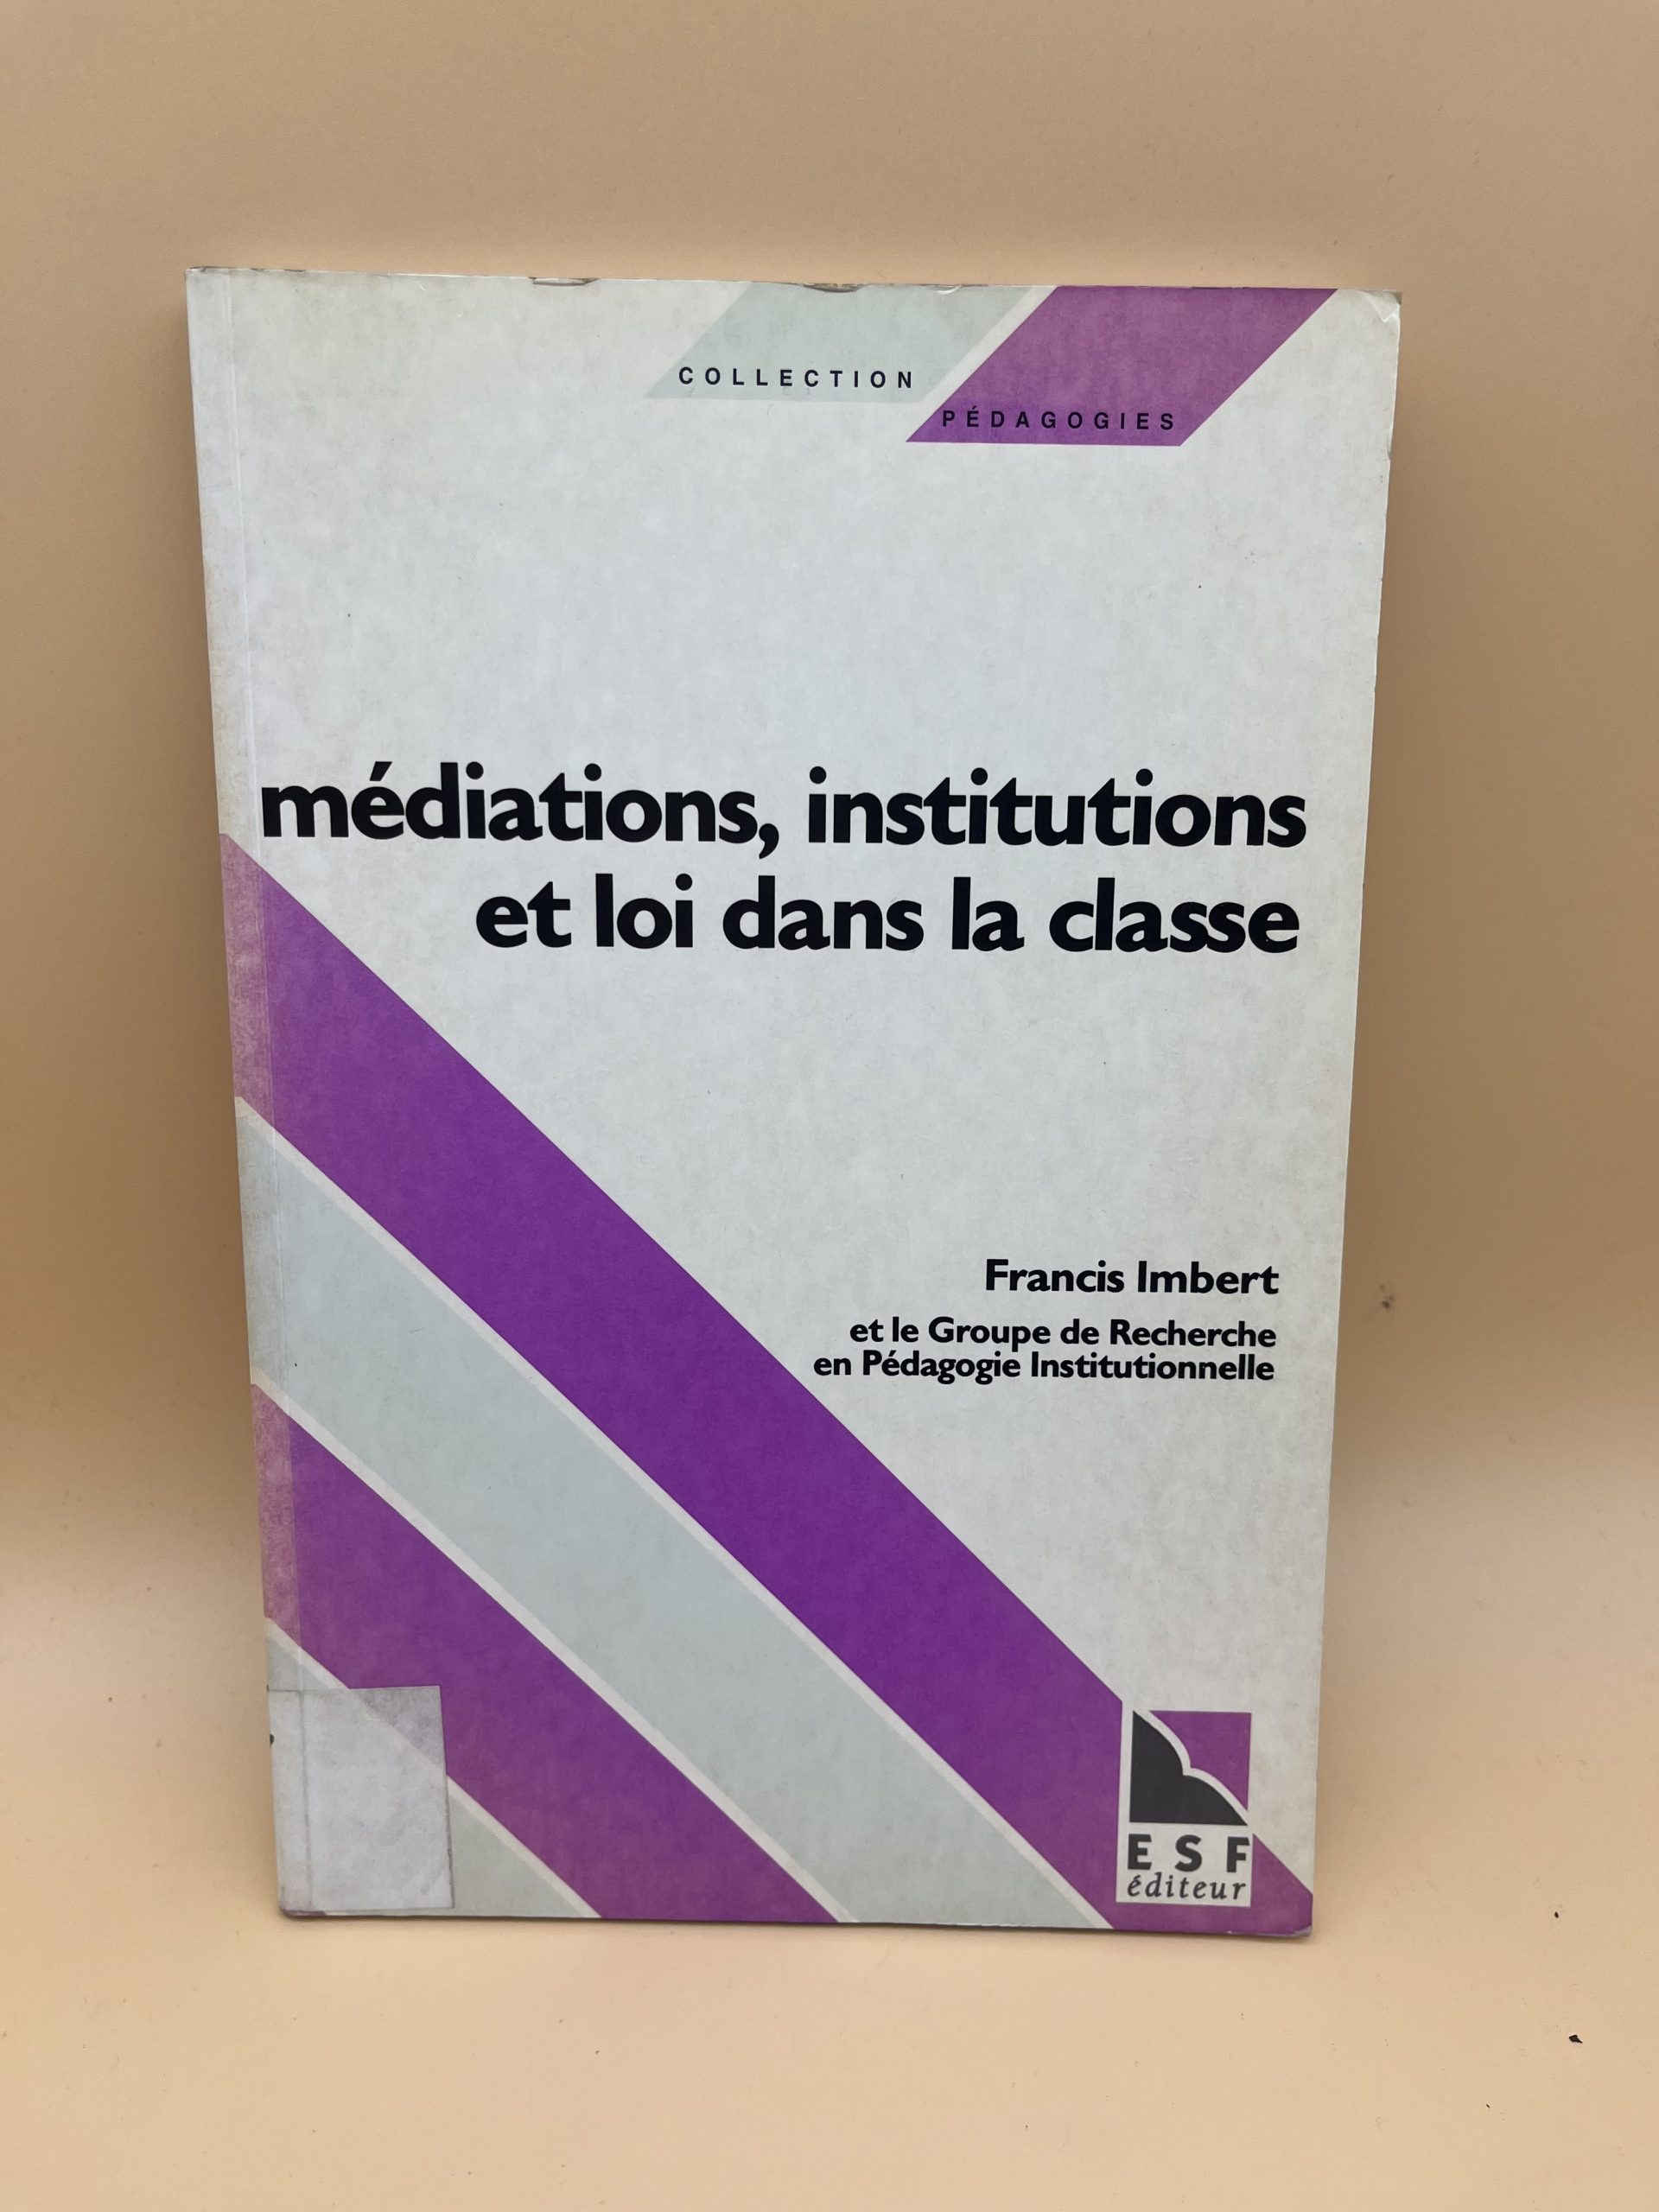 COLLECTION
PÉDAGOGIES
médiations, institutions
et loi dans la classe
Francis Imbert
et le Groupe de Recherche
en Pédagogie Institutionnelle
ESF
éditeur